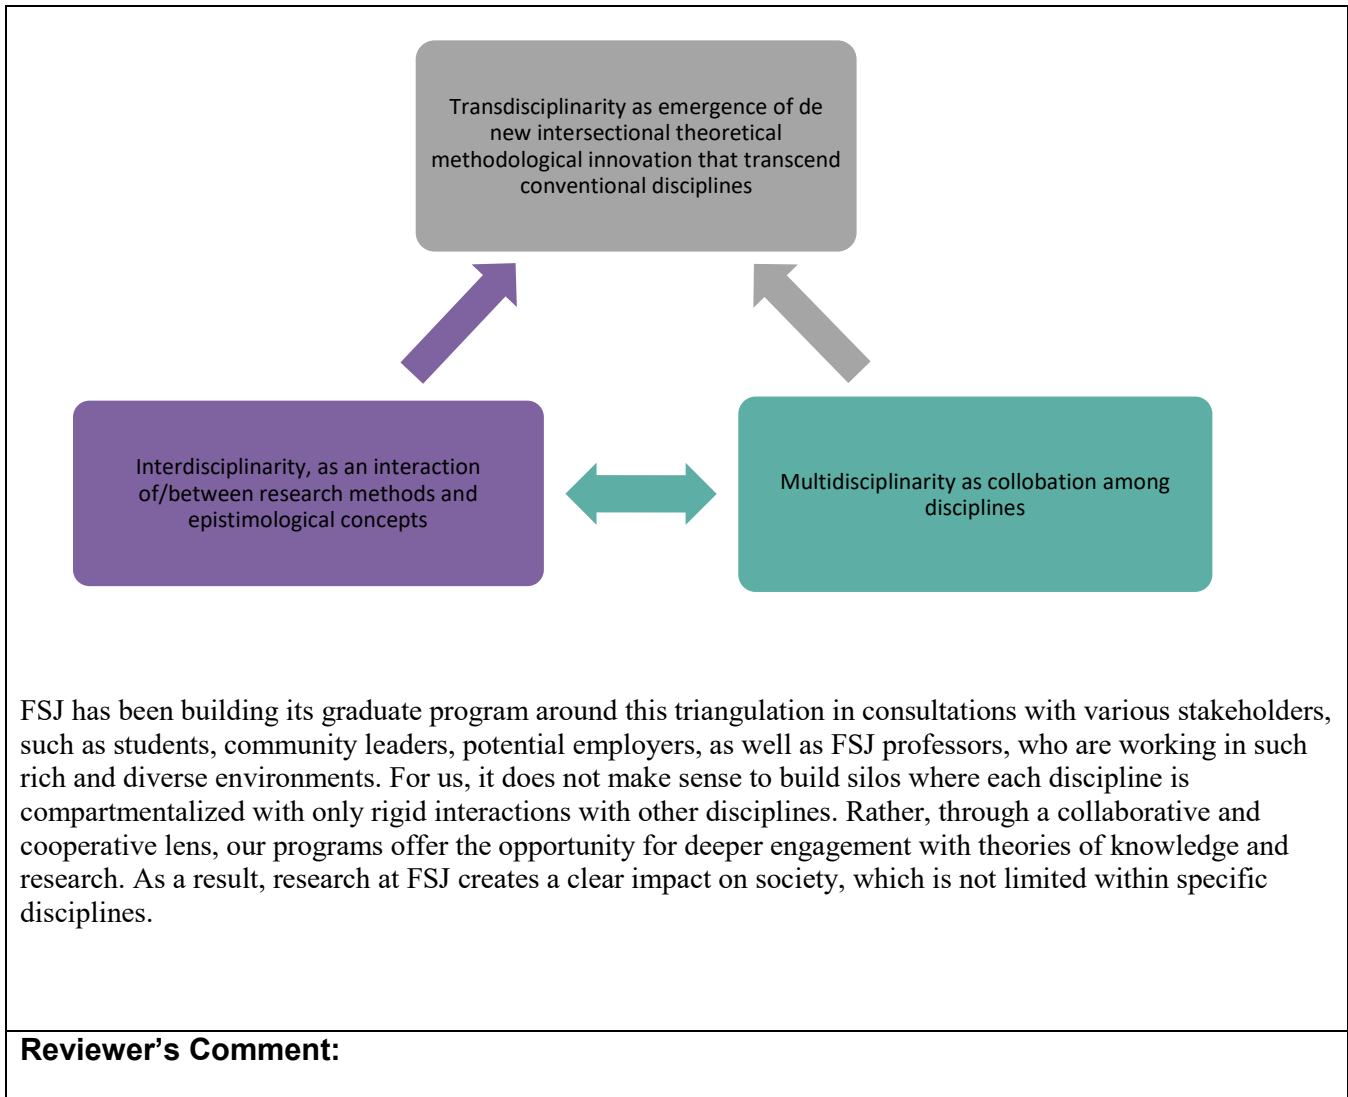 Transdisciplinarity as emergence of de
new intersectional theoretical
methodological innovation that transcend
conventional disciplines
Interdisciplinarity, as an interaction
of/between research methods and
epistimological concepts
Multidisciplinarity as collobation among
disciplines
FSJ has been building its graduate program around this triangulation in consultations with various stakeholders,
such as students, community leaders, potential employers, as well as FSJ professors, who are working in such
rich and diverse environments. For us, it does not make sense to build silos where each discipline is
compartmentalized with only rigid interactions with other disciplines. Rather, through a collaborative and
cooperative lens, our programs offer the opportunity for deeper engagement with theories of knowledge and
research. As a result, research at FSJ creates a clear impact on society, which is not limited within specific
disciplines.
Reviewer’s Comment: